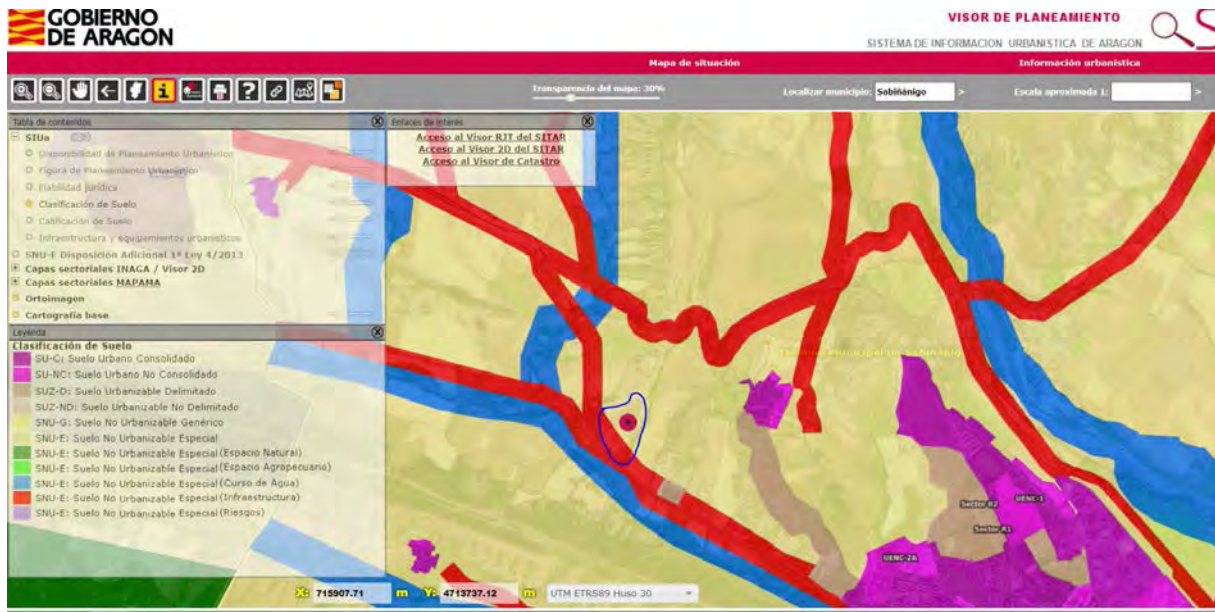 GOBIERNO
DE ARAGON
VISOR DE PLANEAMIENTO
SISTEMA DE INFORMACION URBANISTICA DE ARAGON
Mapa de situación
Información urbanística
Transparencia del mapa: 30%
Localizar municipio: Sabiñánigo >
Escala aproximada 1: >
Tabla de contenidos
SIUa
Disponibilidad de Planeamiento Urbanístico
Figura de Planeamiento Urbanístico
Fiabilidad Jurídica
Clasificación de Suelo
Calificación de Suelo
Infraestructura y equipamientos urbanísticos
SNU-E Disposición Adicional 1ª Ley 4/2013
Capas sectoriales INAGA / Visor 2D
Capas sectoriales MAPAMA
Ortoimagen
Cartografía base
Enlaces de interés
Acceso al Visor RJT del SITAR
Acceso al Visor 2D del SITAR
Acceso al Visor de Catastro
Leyenda
Clasificación de Suelo
SU-C: Suelo Urbano Consolidado
SU-NC: Suelo Urbano No Consolidado
SUZ-D: Suelo Urbanizable Delimitado
SUZ-ND: Suelo Urbanizable No Delimitado
SNU-G: Suelo No Urbanizable Genérico
SNU-E: Suelo No Urbanizable Especial
SNU-E: Suelo No Urbanizable Especial(Espacio Natural)
SNU-E: Suelo No Urbanizable Especial(Espacio Agropecuario)
SNU-E: Suelo No Urbanizable Especial(Curso de Agua)
SNU-E: Suelo No Urbanizable Especial(Infraestructura)
SNU-E: Suelo No Urbanizable Especial(Riesgos)
Sector R2
UENC-1
Sector R1
UENC-2A
X: 715907.71 m Y: 4713737.12 m UTM ETRS89 Huso 30